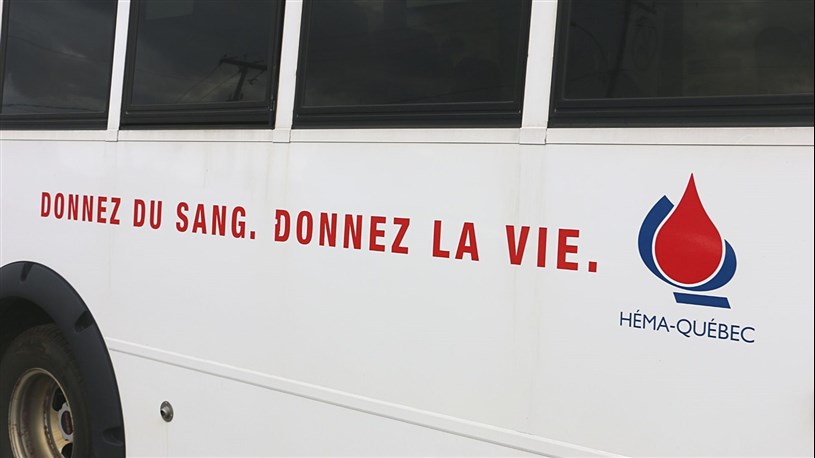 DONNEZ DU SANG. DONNEZ LA VIE.
HÉMA-QUÉBEC